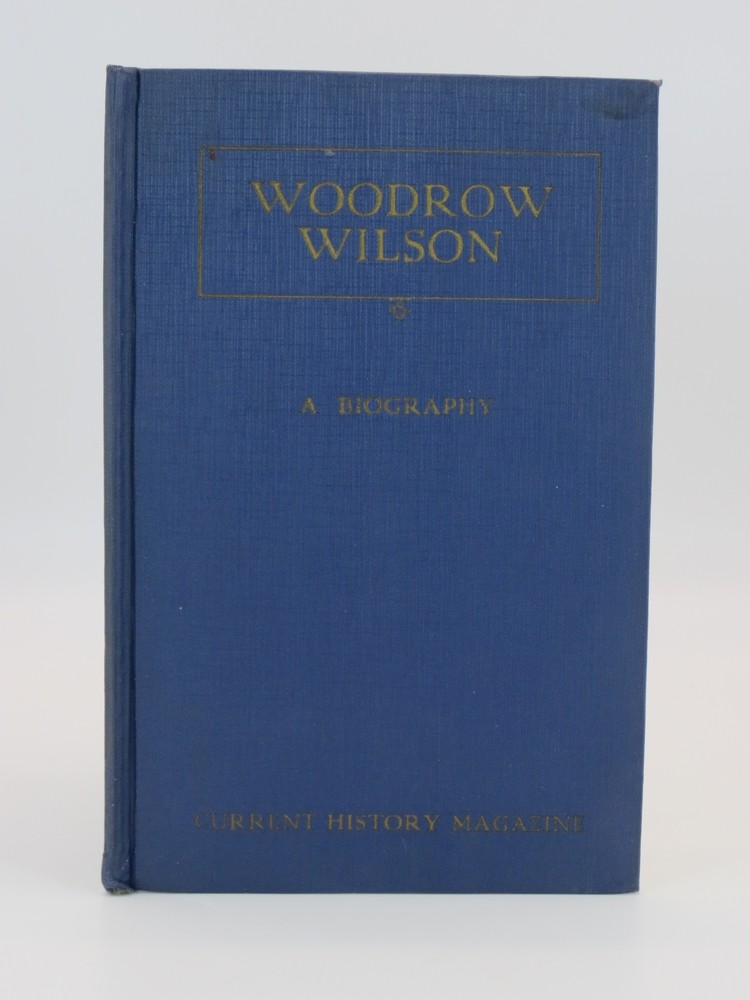 WOODROW
WILSON
A BIOGRAPHY
CURRENT HISTORY MAGAZINE